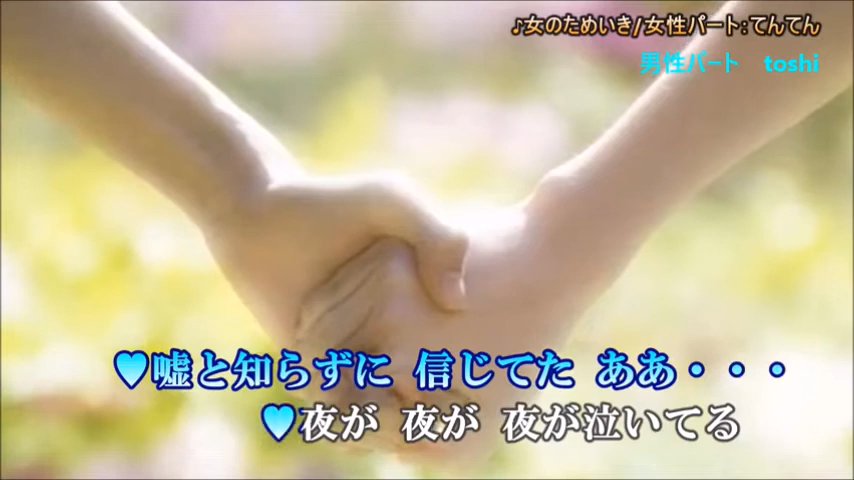 ♪女のためいき/女性パート:てんてん
男性パート toshi
♥嘘と知らずに 信じてた ああ・・・
♥夜が 夜が 夜が泣いてる